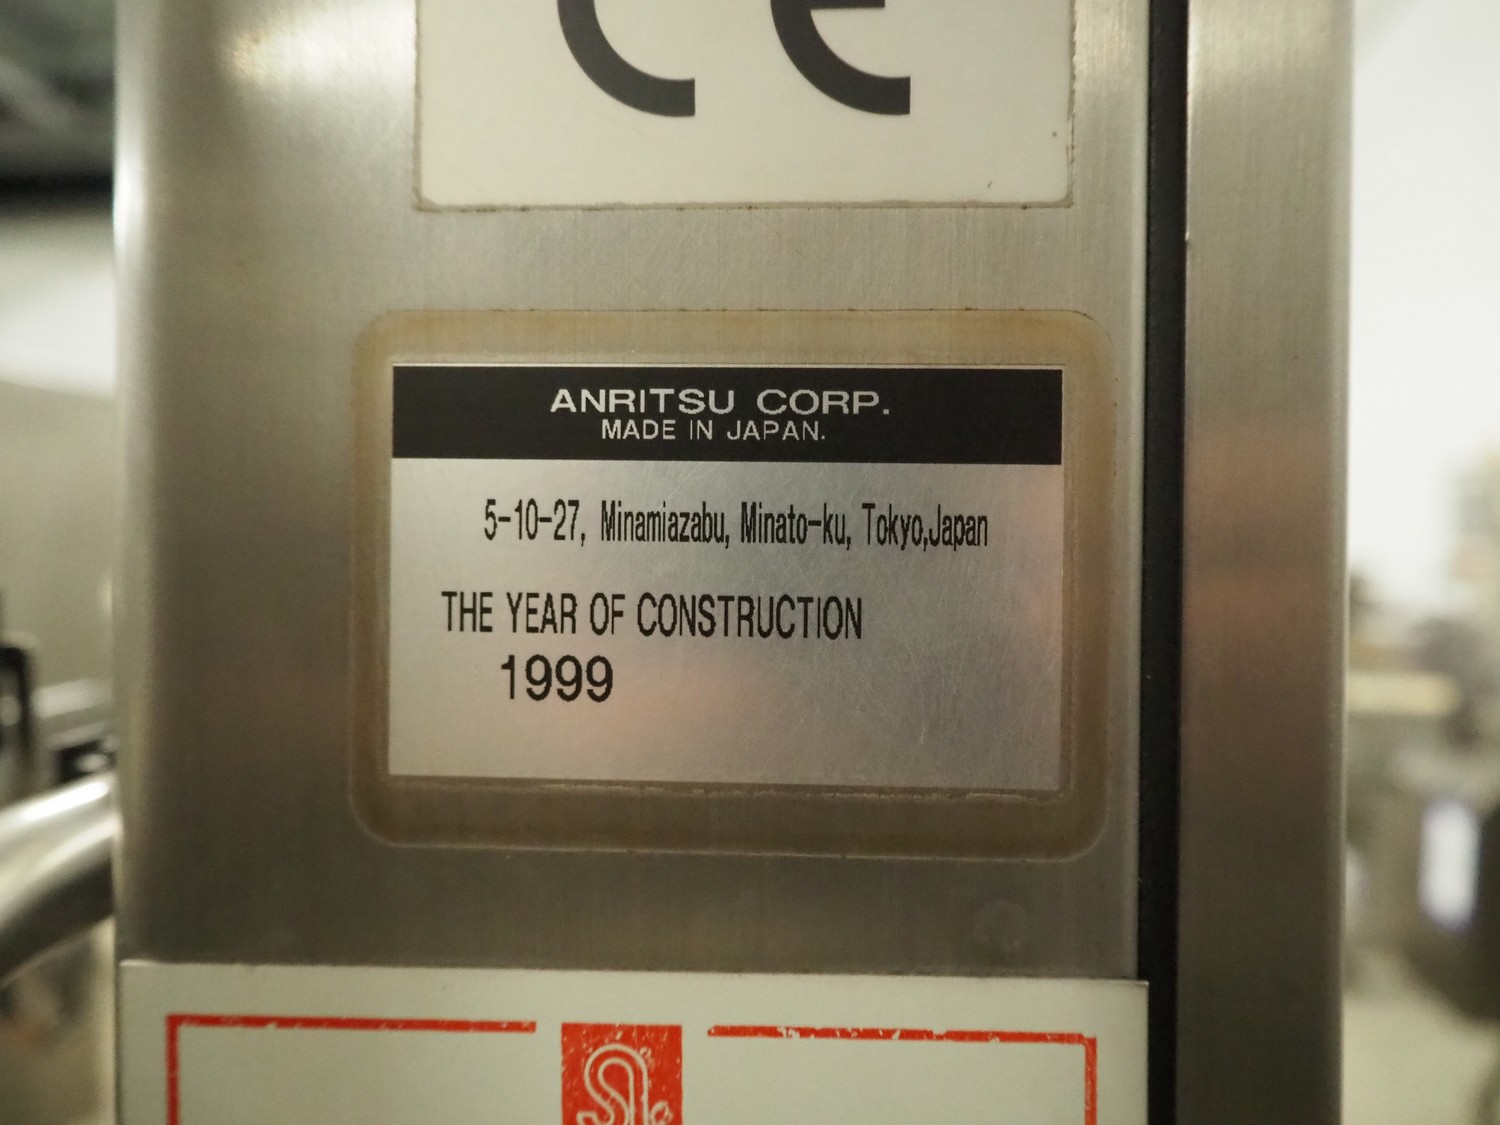 CE
ANRITSU CORP.
MADE IN JAPAN.
5-10-27, Minamiazabu, Minato-ku, Tokyo,Japan
THE YEAR OF CONSTRUCTION
1999